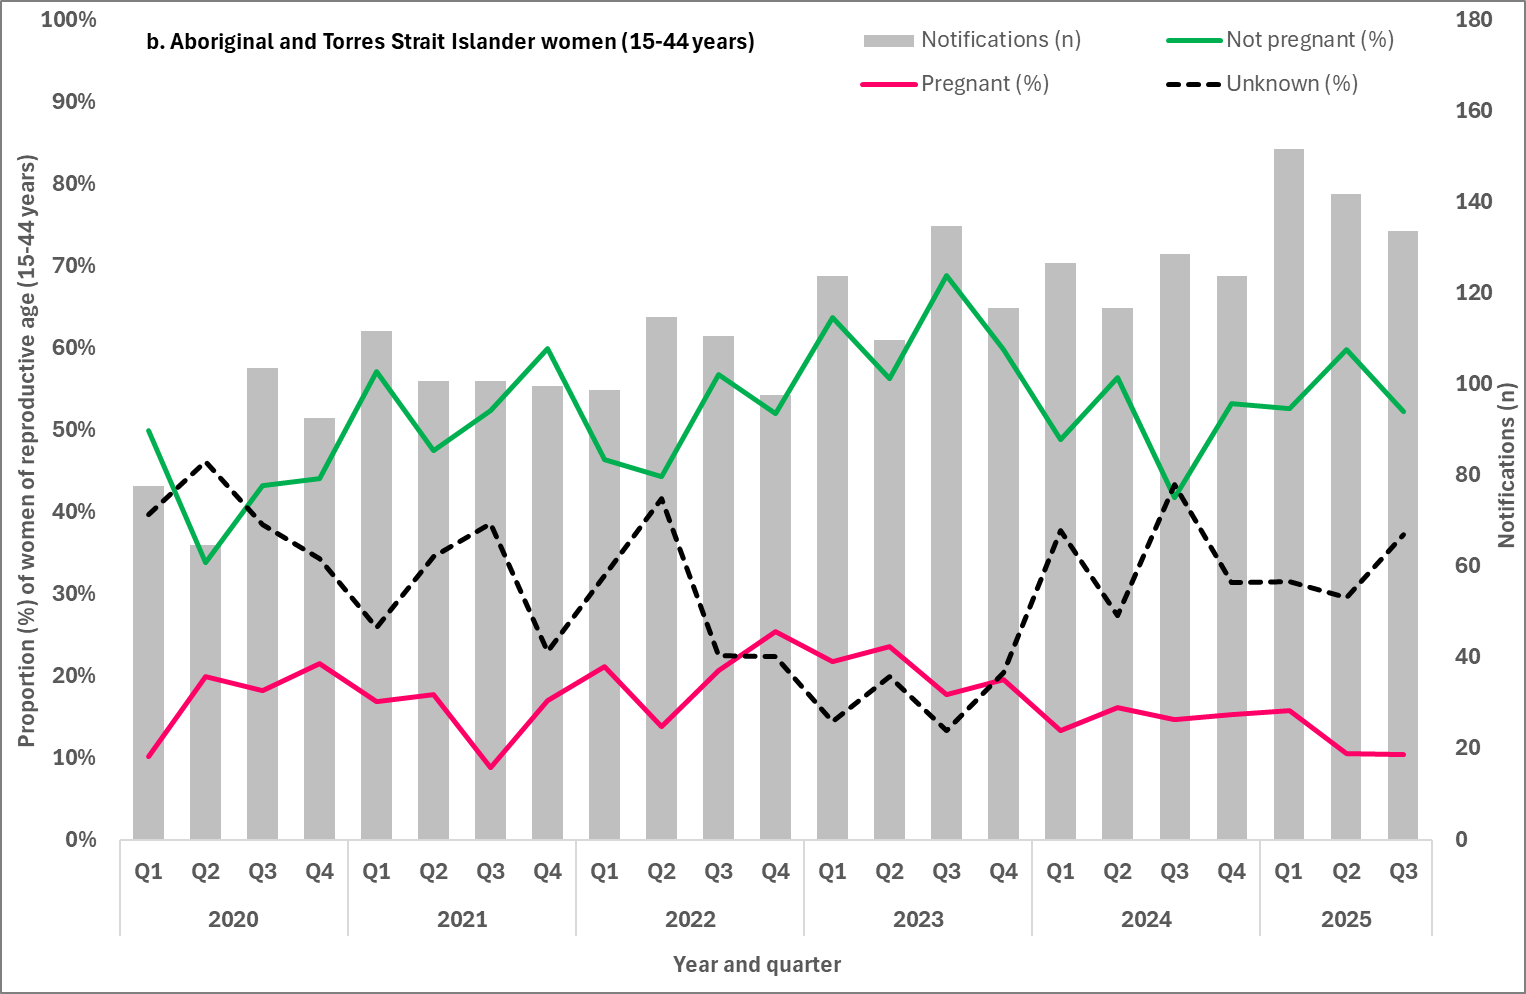 b. Aboriginal and Torres Strait Islander women (15-44 years)
Notifications (n)
Not pregnant (%)
Pregnant (%)
Unknown (%)
Proportion (%) of women of reproductive age (15-44 years)
100%
90%
80%
70%
60%
50%
40%
30%
20%
10%
0%
180
160
140
120
100
80
60
40
20
0
Notifications (n)
Q1 Q2 Q3 Q4 Q1 Q2 Q3 Q4 Q1 Q2 Q3 Q4 Q1 Q2 Q3 Q4 Q1 Q2 Q3 Q4 Q1 Q2 Q3
2020 2021 2022 2023 2024 2025
Year and quarter